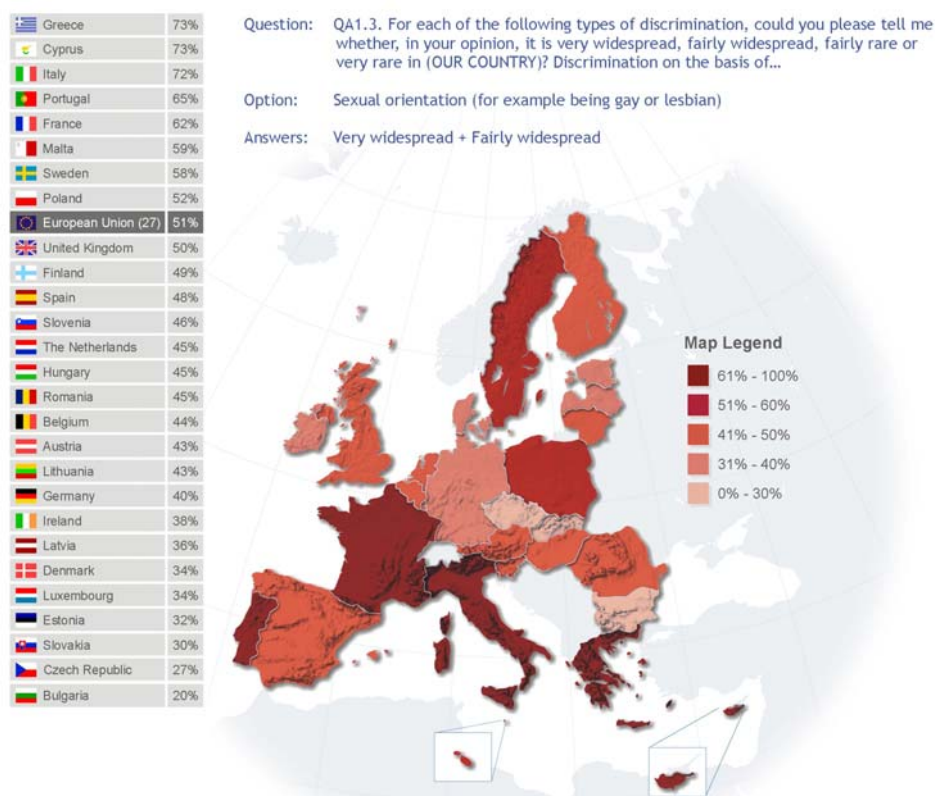 Greece 73%
Cyprus 73%
Italy 72%
Portugal 65%
France 62%
Malta 59%
Sweden 58%
Poland 52%
European Union (27) 51%
United Kingdom 50%
Finland 49%
Spain 48%
Slovenia 46%
The Netherlands 45%
Hungary 45%
Romania 45%
Belgium 44%
Austria 43%
Lithuania 43%
Germany 40%
Ireland 38%
Latvia 36%
Denmark 34%
Luxembourg 34%
Estonia 32%
Slovakia 30%
Czech Republic 27%
Bulgaria 20%
Question: QA1.3. For each of the following types of discrimination, could you please tell me
whether, in your opinion, it is very widespread, fairly widespread, fairly rare or
very rare in (OUR COUNTRY)? Discrimination on the basis of...
Option: Sexual orientation (for example being gay or lesbian)
Answers: Very widespread + Fairly widespread
Map Legend
61% - 100%
51% - 60%
41% - 50%
31% - 40%
0% - 30%